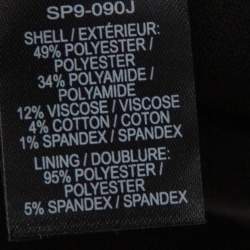 SP9-090J
SHELL / EXTÉRIEUR:
49% POLYESTER /
POLYESTER
34% POLYAMIDE /
POLYAMIDE
12% VISCOSE / VISCOSE
4% COTTON / COTON
1% SPANDEX / SPANDEX
LINING / DOUBLURE:
95% POLYESTER /
POLYESTER
5% SPANDEX / SPANDEX